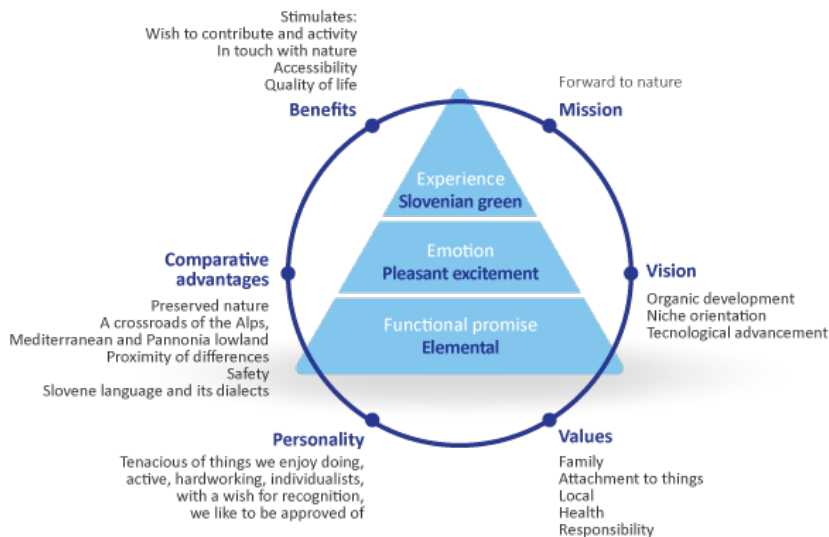 Stimulates:
Wish to contribute and activity
In touch with nature
Accessibility
Quality of life
Benefits
Forward to nature
Mission
Experience
Slovenian green
Emotion
Pleasant excitement
Functional promise
Elemental
Comparative
advantages
Preserved nature
A crossroads of the Alps,
Mediterranean and Pannonia lowland
Proximity of differences
Safety
Slovene language and its dialects
Vision
Organic development
Niche orientation
Tecnological advancement
Personality
Tenacious of things we enjoy doing,
active, hardworking, individualists,
with a wish for recognition,
we like to be approved of
Values
Family
Attachment to things
Local
Health
Responsibility